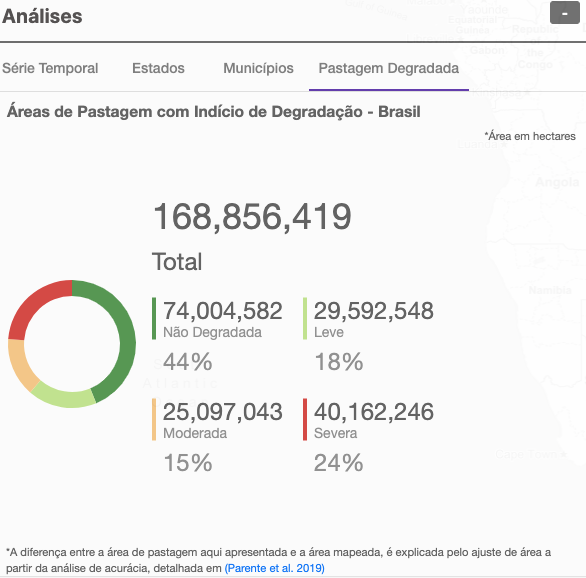 Análises
-
Série Temporal Estados Municípios Pastagem Degradada
Áreas de Pastagem com Indício de Degradação - Brasil
*Área em hectares
168,856,419
Total
74,004,582 29,592,548
Não Degradada Leve
44% 18%
25,097,043 40,162,246
Moderada Severa
15% 24%
Angola
Namibia
Atlantic
*A diferença entre a área de pastagem aqui apresentada e a área mapeada, é explicada pelo ajuste de área a
partir da análise de acurácia, detalhada em (Parente et al. 2019)